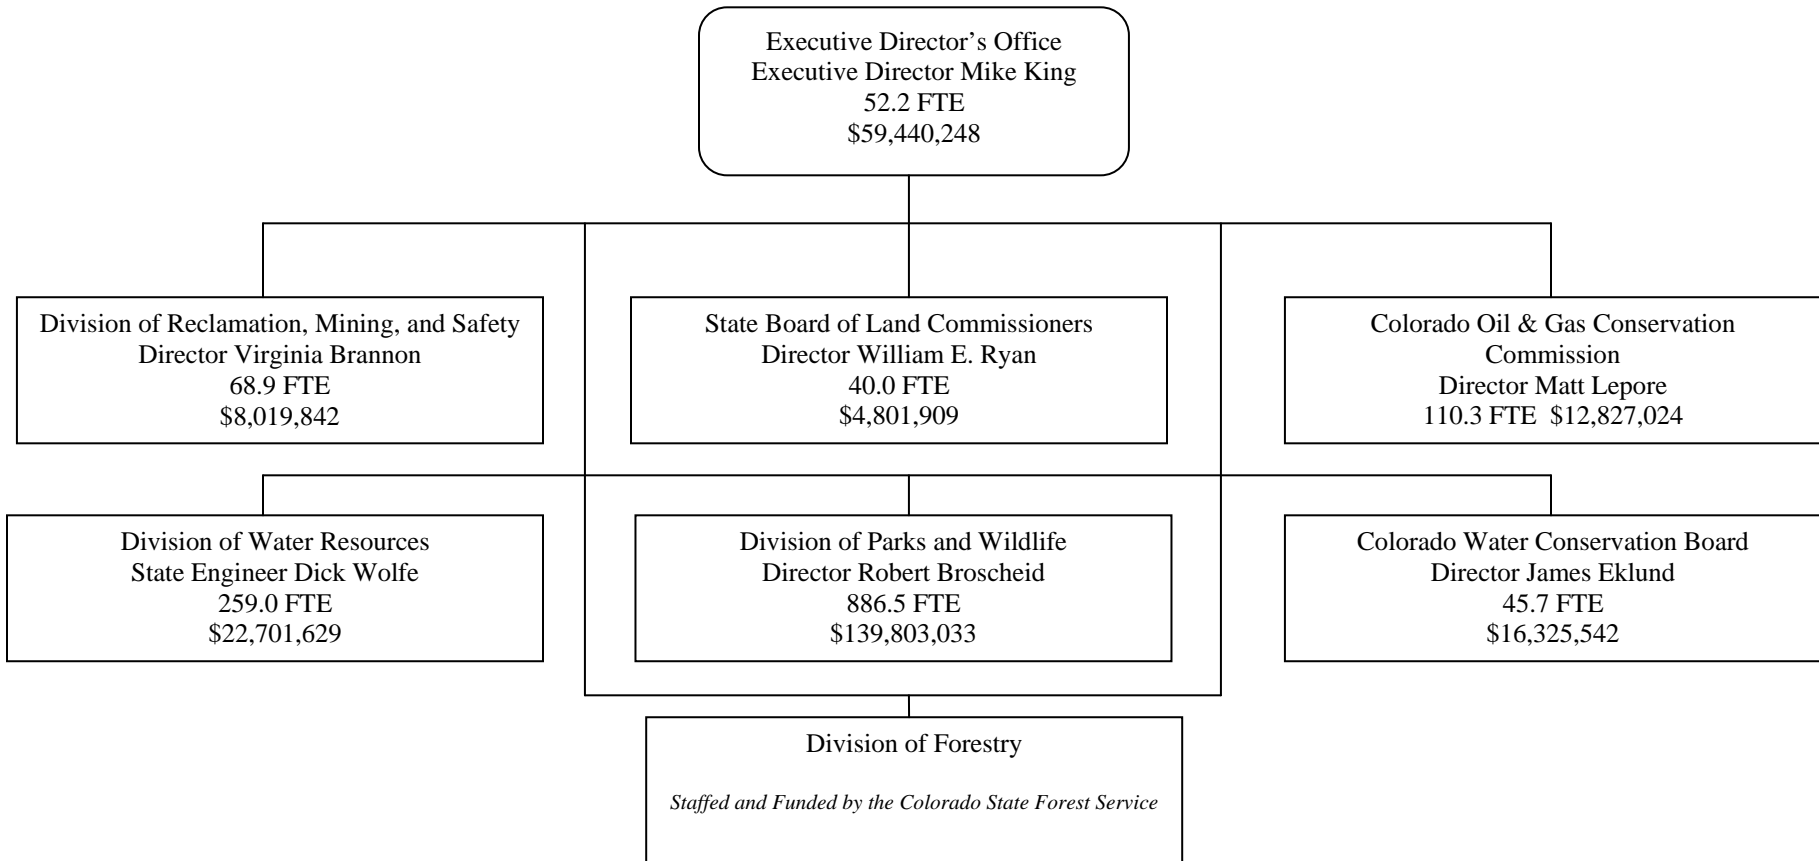 Executive Director’s Office
Executive Director Mike King
52.2 FTE
$59,440,248
Division of Reclamation, Mining, and Safety
Director Virginia Brannon
68.9 FTE
$8,019,842
State Board of Land Commissioners
Director William E. Ryan
40.0 FTE
$4,801,909
Colorado Oil & Gas Conservation
Commission
Director Matt Lepore
110.3 FTE $12,827,024
Division of Water Resources
State Engineer Dick Wolfe
259.0 FTE
$22,701,629
Division of Parks and Wildlife
Director Robert Broscheid
886.5 FTE
$139,803,033
Colorado Water Conservation Board
Director James Eklund
45.7 FTE
$16,325,542
Division of Forestry
Staffed and Funded by the Colorado State Forest Service